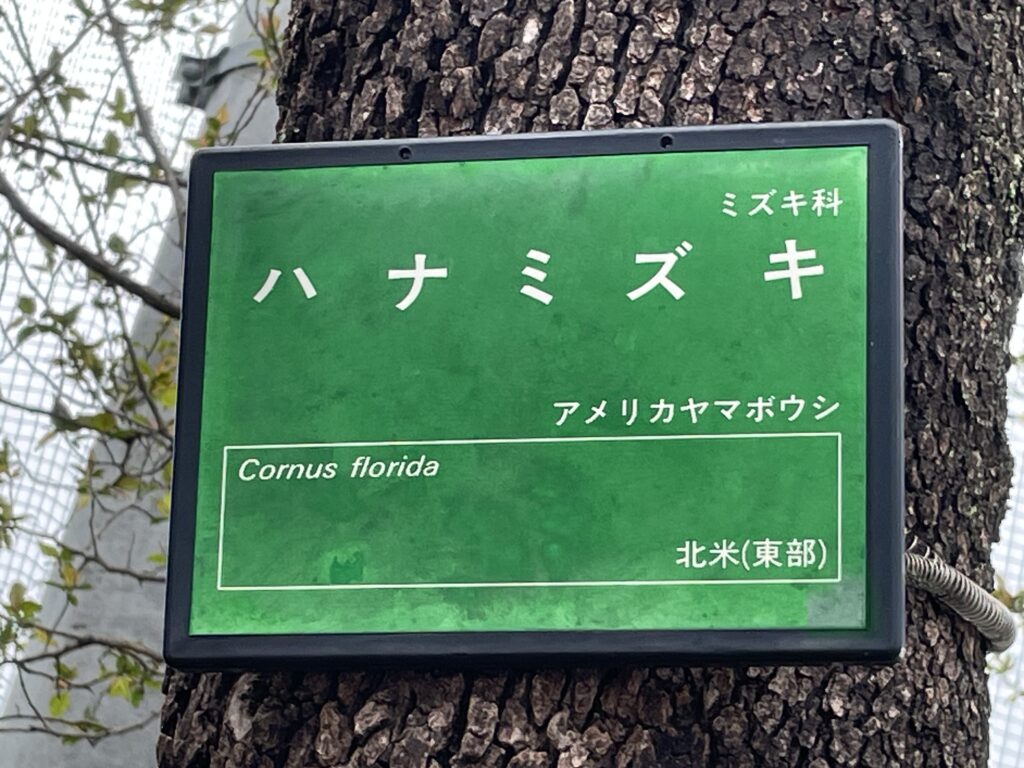 ミズキ科
ハナミズキ
アメリカヤマボウシ
Cornus florida
北米(東部)